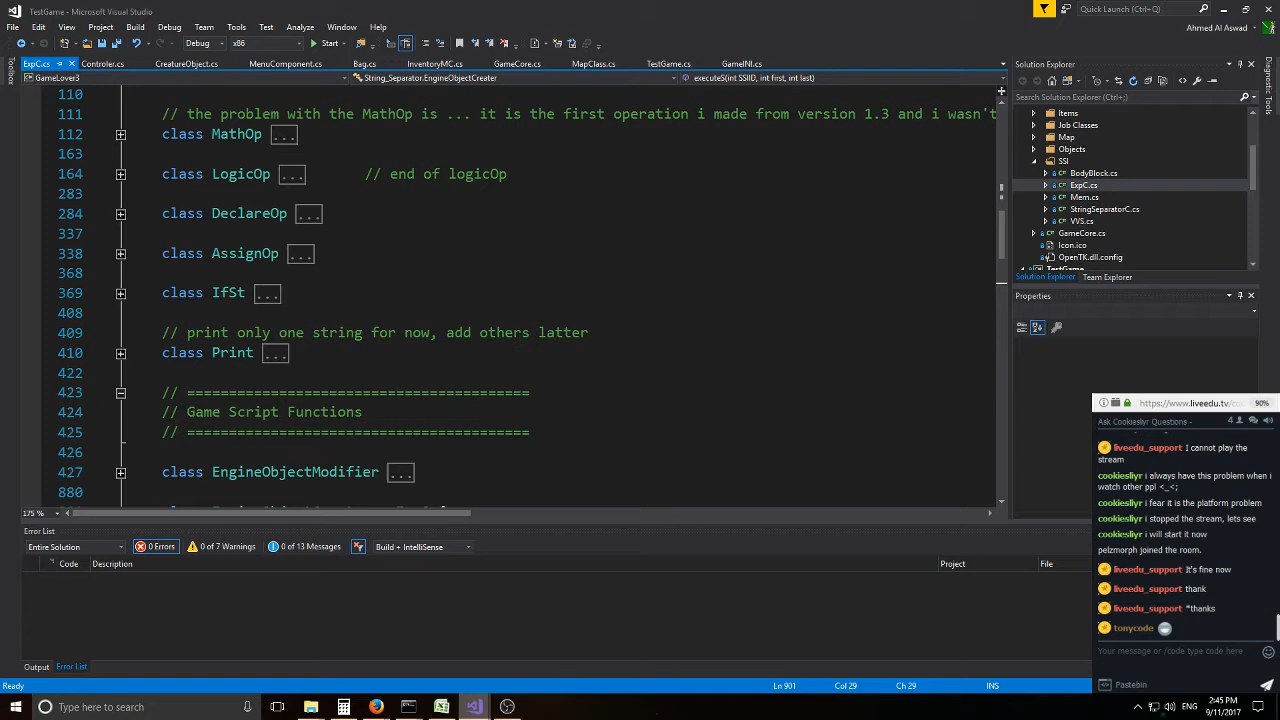 TestGame - Microsoft Visual Studio
Quick Launch (Ctrl+Q)
File Edit View Project Build Debug Team Tools Test Analyze Window Help
Ahmed Al Aswad
Debug x86 Start
ExpC.cs Controler.cs CreatureObject.cs MenuComponent.cs Bag.cs InventoryMC.cs GameCore.cs MapClass.cs TestGame.cs GameINI.cs
GameLover3 String_Separator.EngineObjectCreater executeS(int SSID, int first, int last)
Toolbox
110
111 // the problem with the MathOp is ... it is the first operation i made from version 1.3 and i wasn't
112 class MathOp ...
163
164 class LogicOp ... // end of logicOp
283
284 class DeclareOp ...
337
338 class AssignOp ...
368
369 class IfSt ...
408
409 // print only one string for now, add others latter
410 class Print ...
422
423 // =========================================
424 // Game Script Functions
425 // =========================================
426
427 class EngineObjectModifier ...
880
175 %
Solution Explorer
Search Solution Explorer (Ctrl+;)
Items
Job Classes
Map
Objects
SSI
BodyBlock.cs
ExpC.cs
Mem.cs
StringSeparatorC.cs
VVS.cs
GameCore.cs
Icon.ico
OpenTK.dll.config
TestGame
Solution Explorer Team Explorer
Properties
Diagnostic Tools
Error List
Entire Solution 0 Errors 0 of 7 Warnings 0 of 13 Messages Build + IntelliSense
Code Description Project File
Output Error List
Ready Ln 901 Col 29 Ch 29 INS
https://www.liveedu.tv/co 90%
Ask Cookiesliyr Questions - 4
liveedu_support I cannot play the
stream
cookiesliyr i always have this problem when i
watch other ppl <_<;
cookiesliyr i fear it is the platform problem
cookiesliyr i stopped the stream, lets see
cookiesliyr i will start it now
pelzmorph joined the room.
liveedu_support It's fine now
liveedu_support thank
liveedu_support *thanks
tonycode
Your message or /code type code here
Pastebin
Type here to search
ENG
2:45 PM
9/11/2017